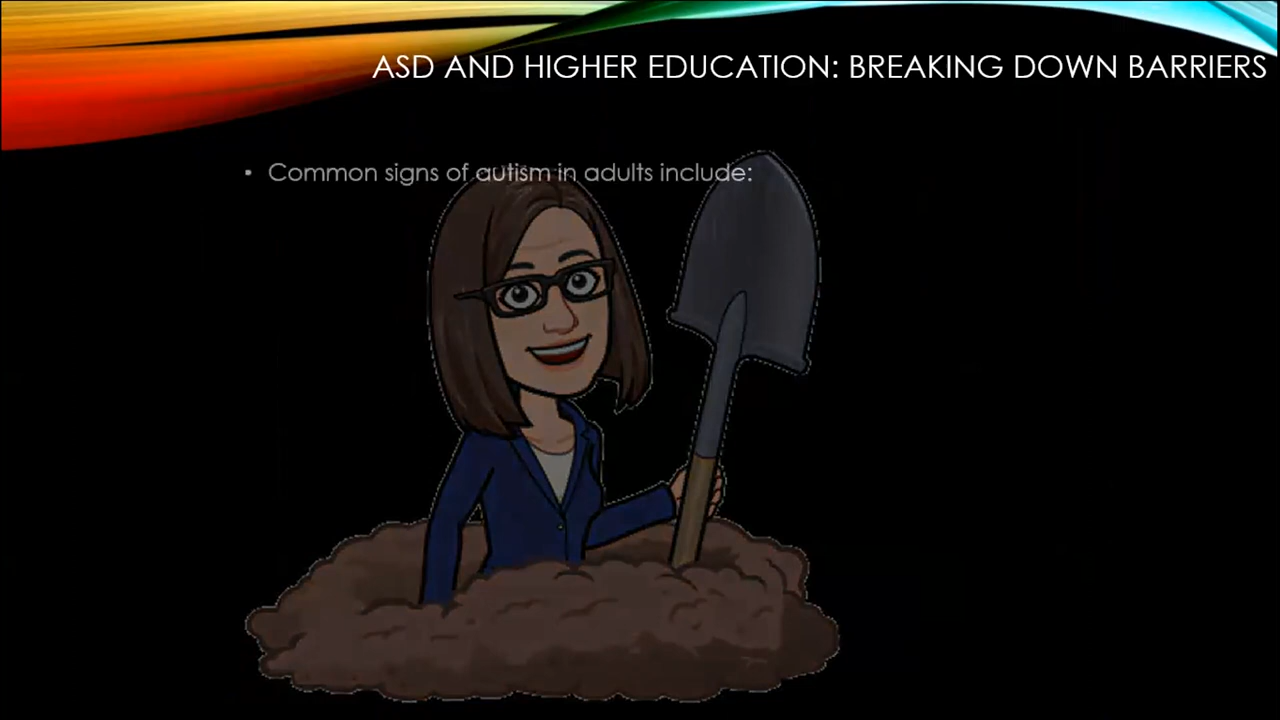 ASD AND HIGHER EDUCATION: BREAKING DOWN BARRIERS
• Common signs of autism in adults include: